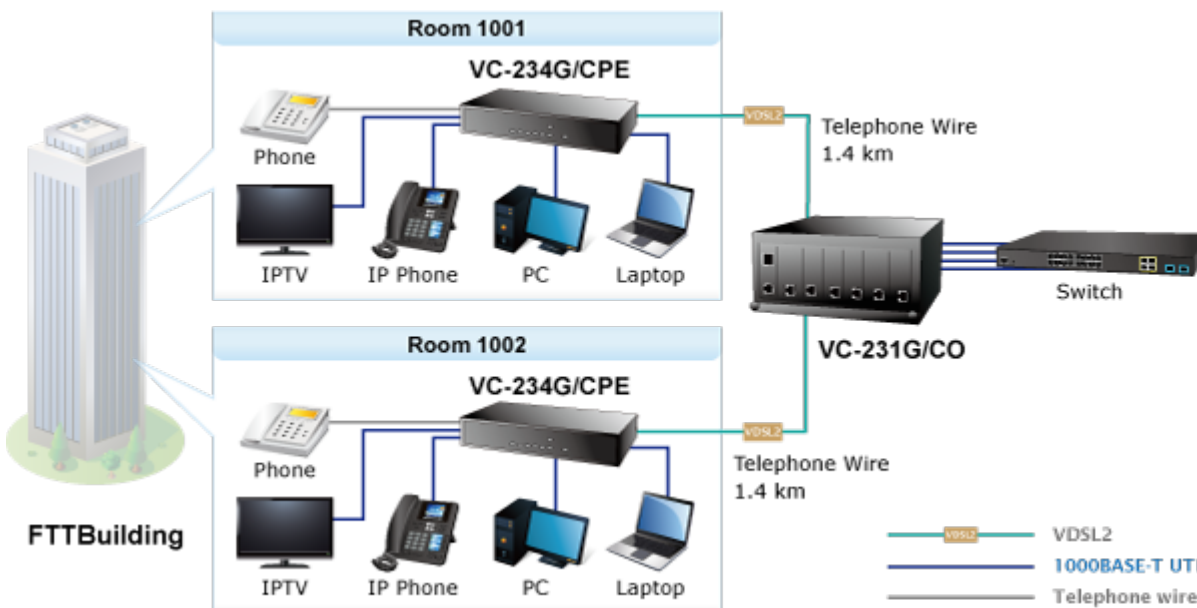 Room 1001
VC-234G/CPE
VDSL2
Telephone Wire
1.4 km
Phone
IPTV
IP Phone
PC
Laptop
Switch
VC-231G/CO
Room 1002
VC-234G/CPE
VDSL2
Telephone Wire
1.4 km
Phone
IPTV
IP Phone
PC
Laptop
FTTBuilding
VDSL2
VDSL2
1000BASE-T UT
Telephone wire